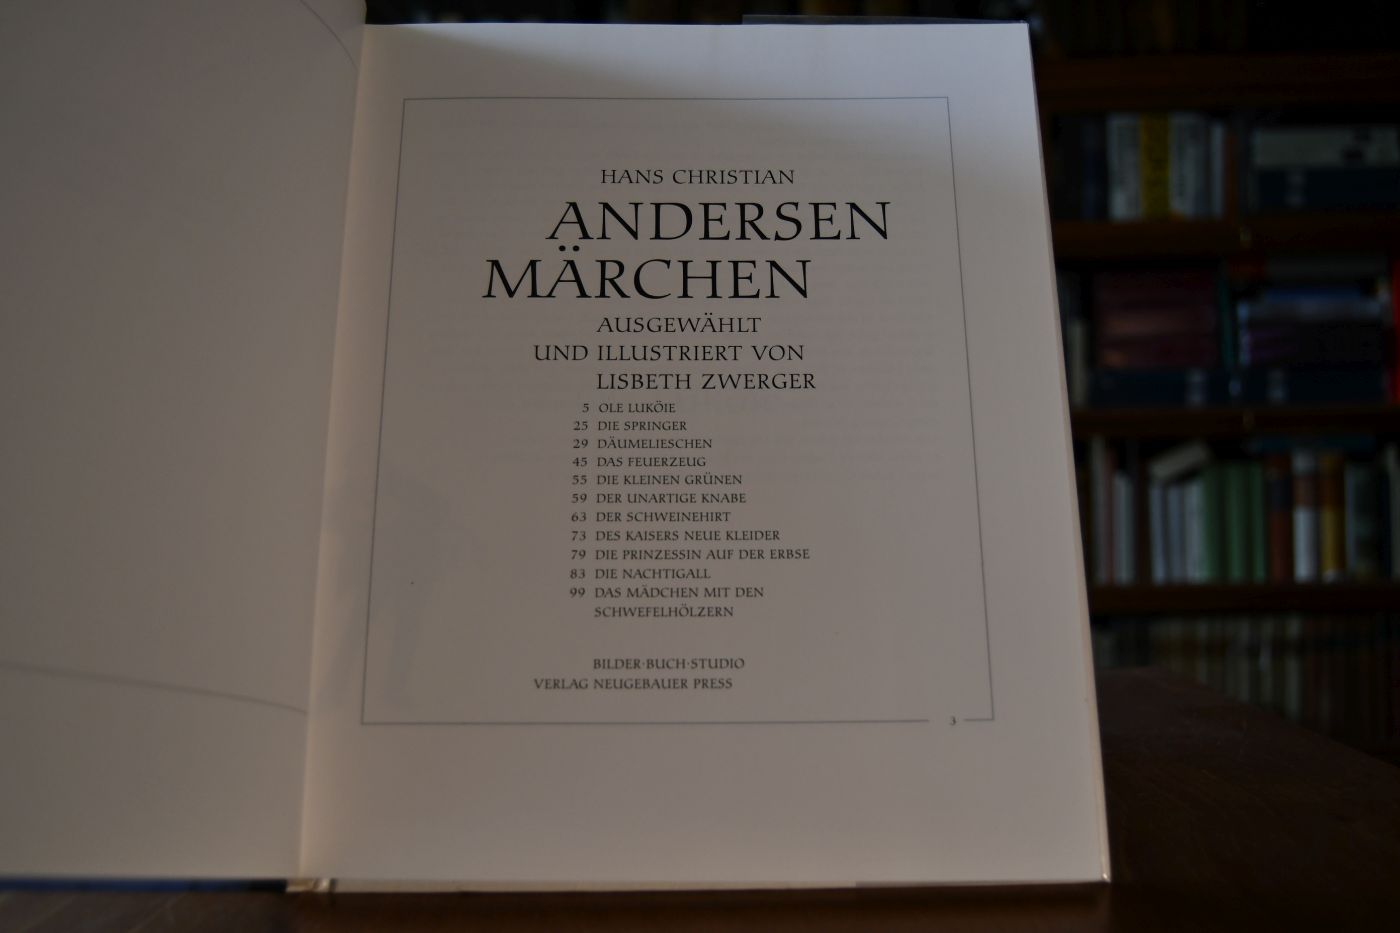 HANS CHRISTIAN
ANDERSEN
MÄRCHEN
AUSGEWÄHLT
UND ILLUSTRIERT VON
LISBETH ZWERGER
5 OLE LUKÖIE
25 DIE SPRINGER
29 DÄUMELIESCHEN
45 DAS FEUERZEUG
55 DIE KLEINEN GRÜNEN
59 DER UNARTIGE KNABE
63 DER SCHWEINEHIRT
73 DES KAISERS NEUE KLEIDER
79 DIE PRINZESSIN AUF DER ERBSE
83 DIE NACHTIGALL
99 DAS MÄDCHEN MIT DEN
SCHWEFELHÖLZERN
BILDER·BUCH·STUDIO
VERLAG NEUGEBAUER PRESS
3